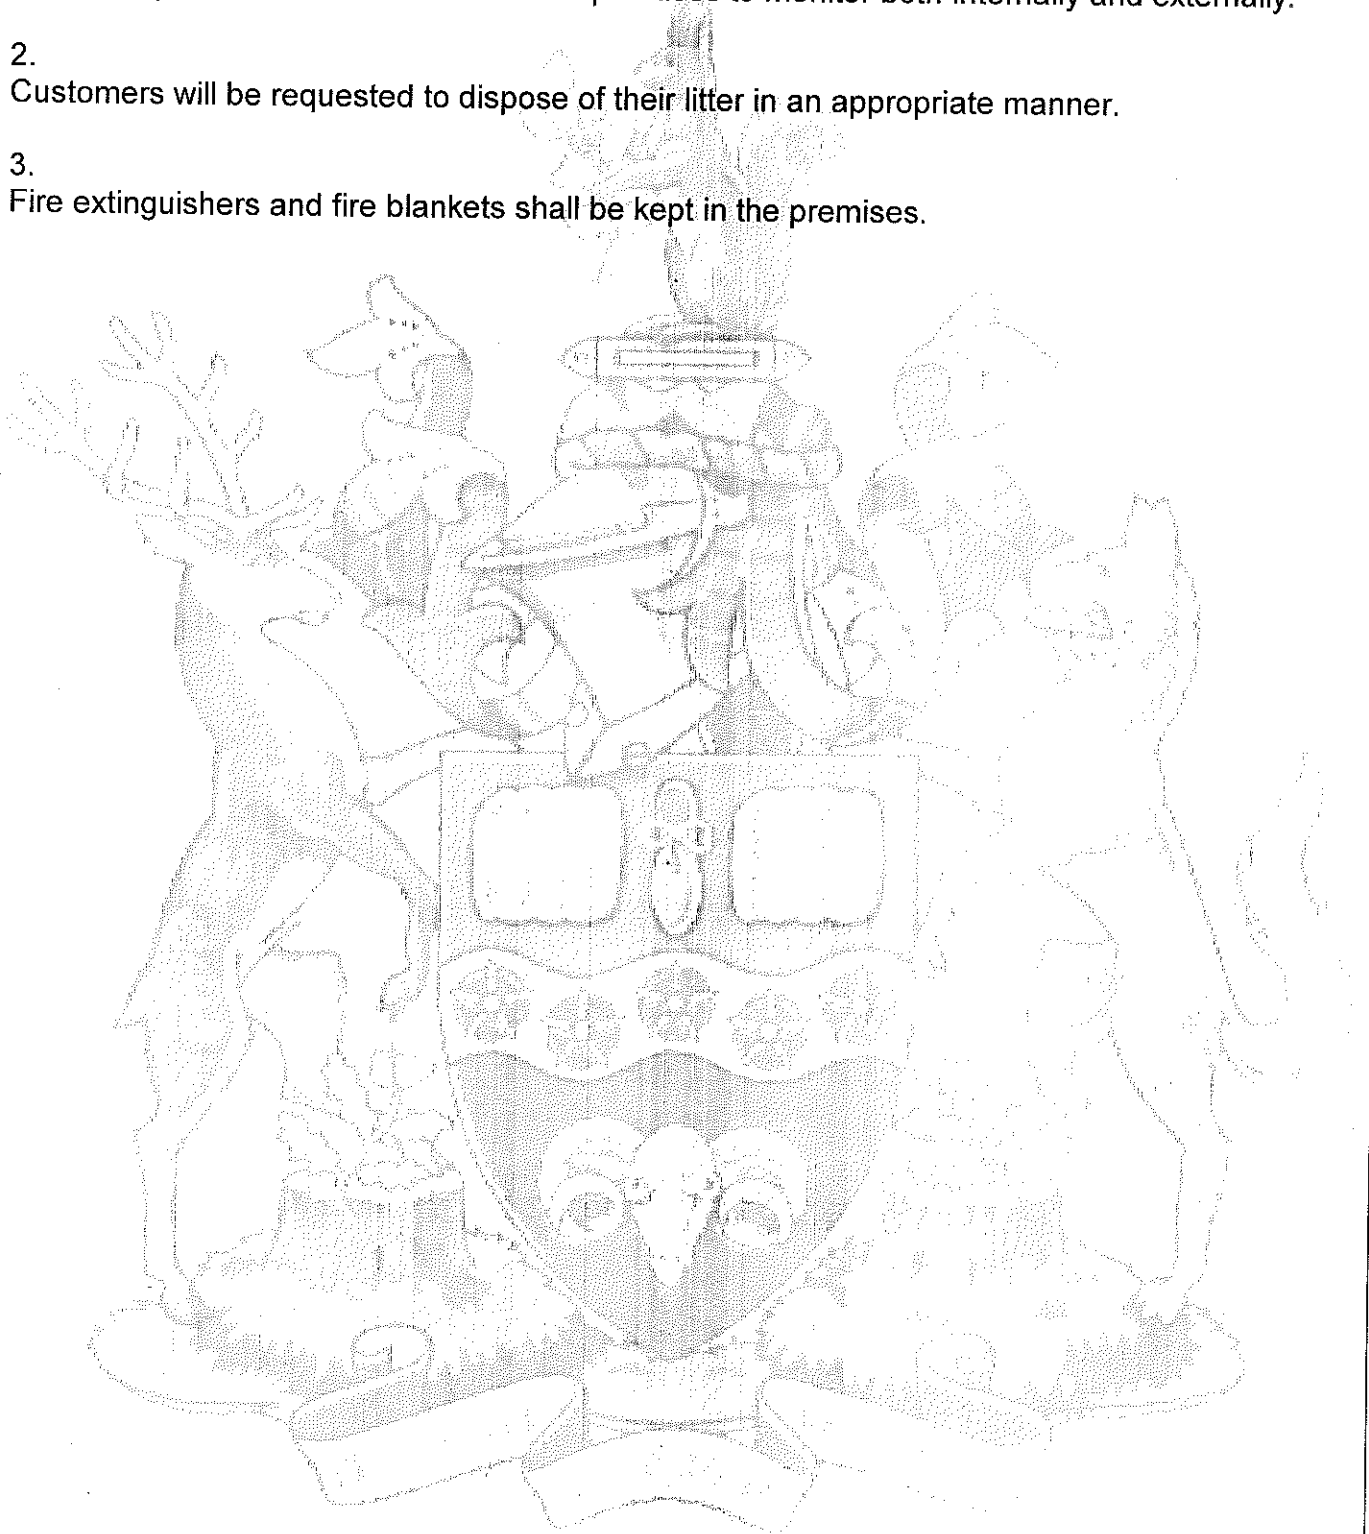 to monitor both internally and externally.
2.
Customers will be requested to dispose of their litter in an appropriate manner.
3.
Fire extinguishers and fire blankets shall be kept in the premises.